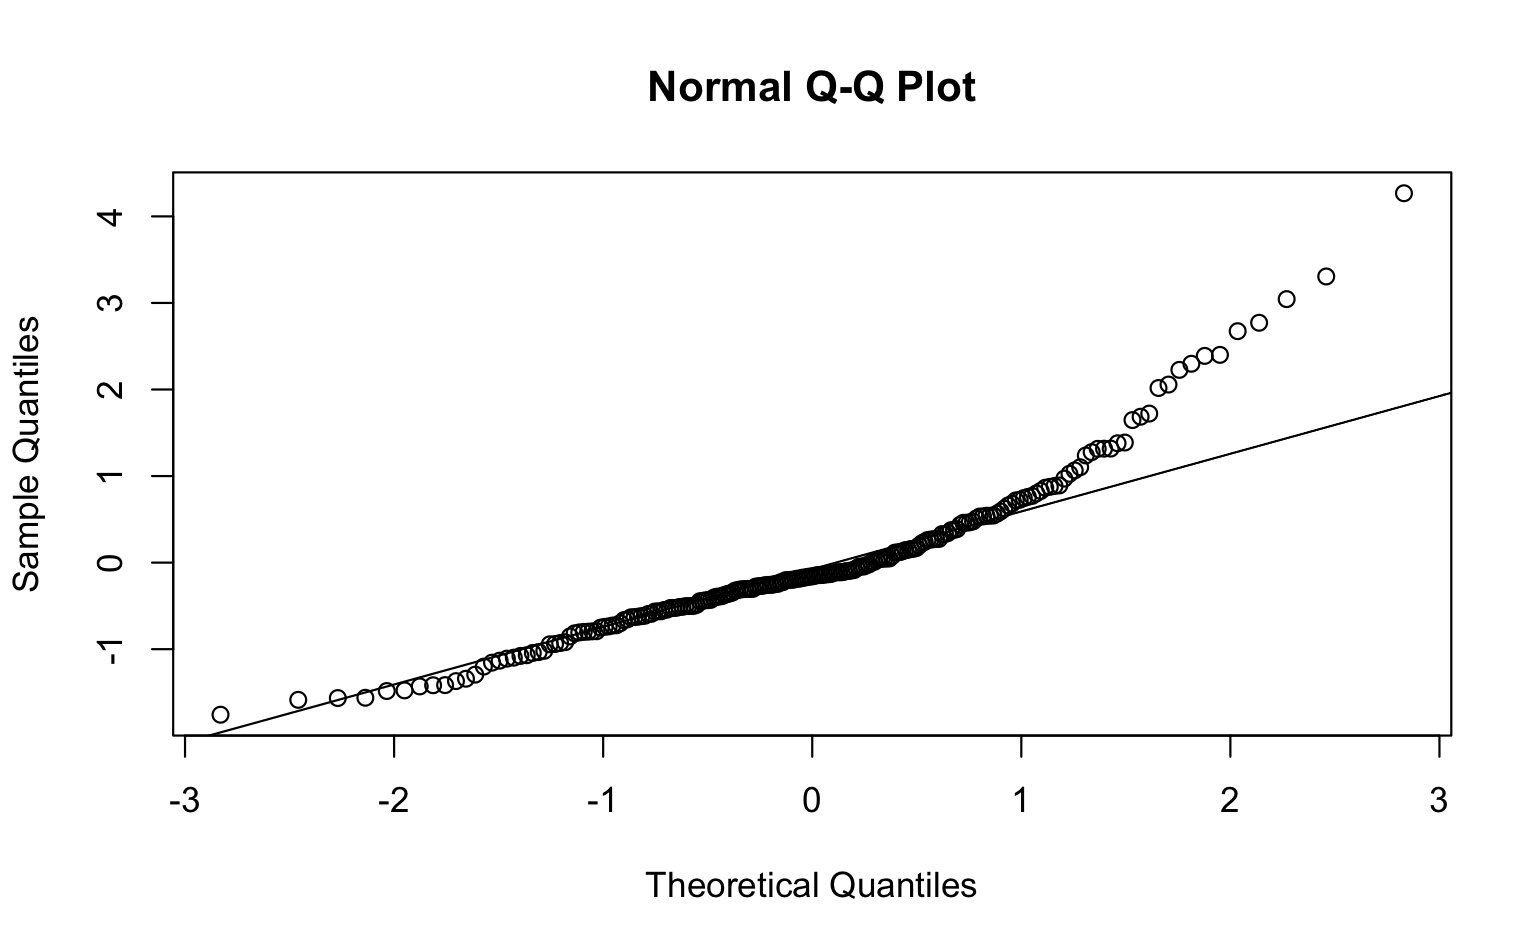 Normal Q-Q Plot
Sample Quantiles
4
3
2
1
0
-1
-3 -2 -1 0 1 2 3
Theoretical Quantiles